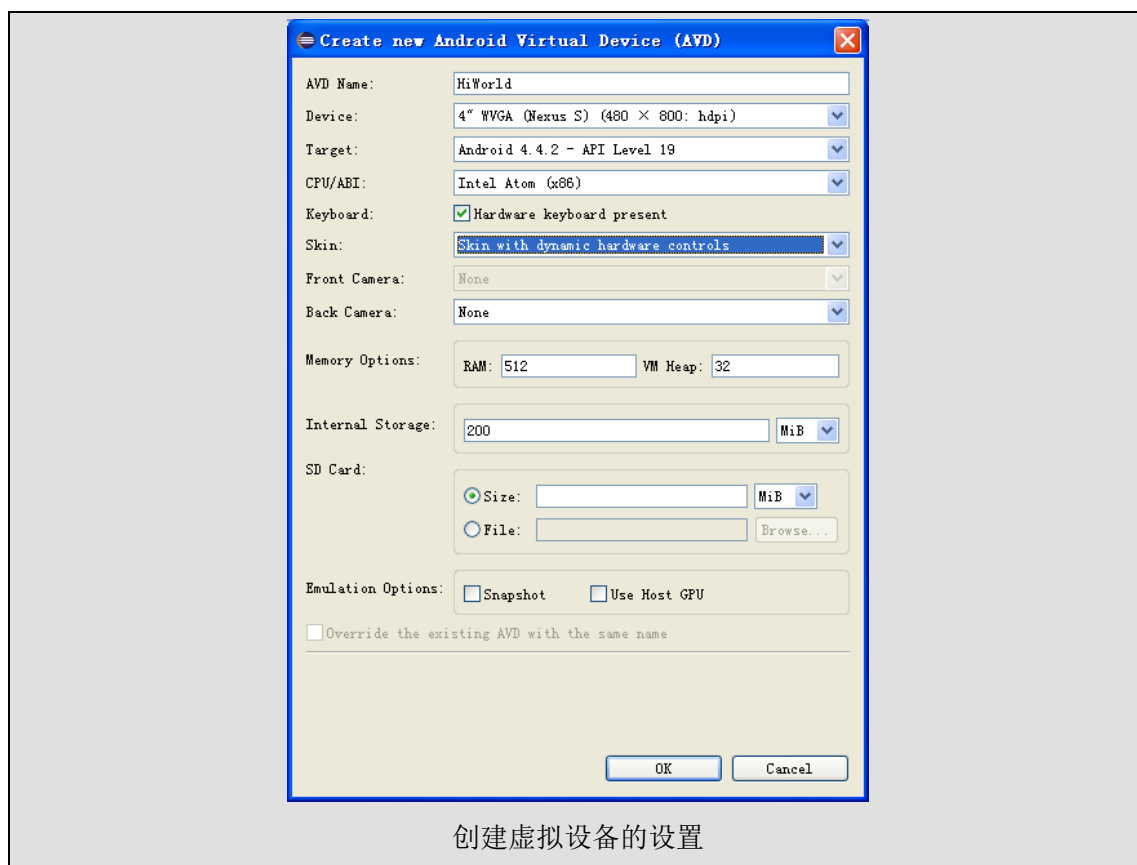 Create new Android Virtual Device (AVD)
AVD Name: HiWorld
Device: 4" WVGA (Nexus S) (480 × 800: hdpi)
Target: Android 4.4.2 - API Level 19
CPU/ABI: Intel Atom (x86)
Keyboard: Hardware keyboard present
Skin: Skin with dynamic hardware controls
Front Camera: None
Back Camera: None
Memory Options: RAM: 512 VM Heap: 32
Internal Storage: 200 MiB
SD Card:
Size: MiB
File: Browse...
Emulation Options: Snapshot Use Host GPU
Override the existing AVD with the same name
OK Cancel
创建虚拟设备的设置